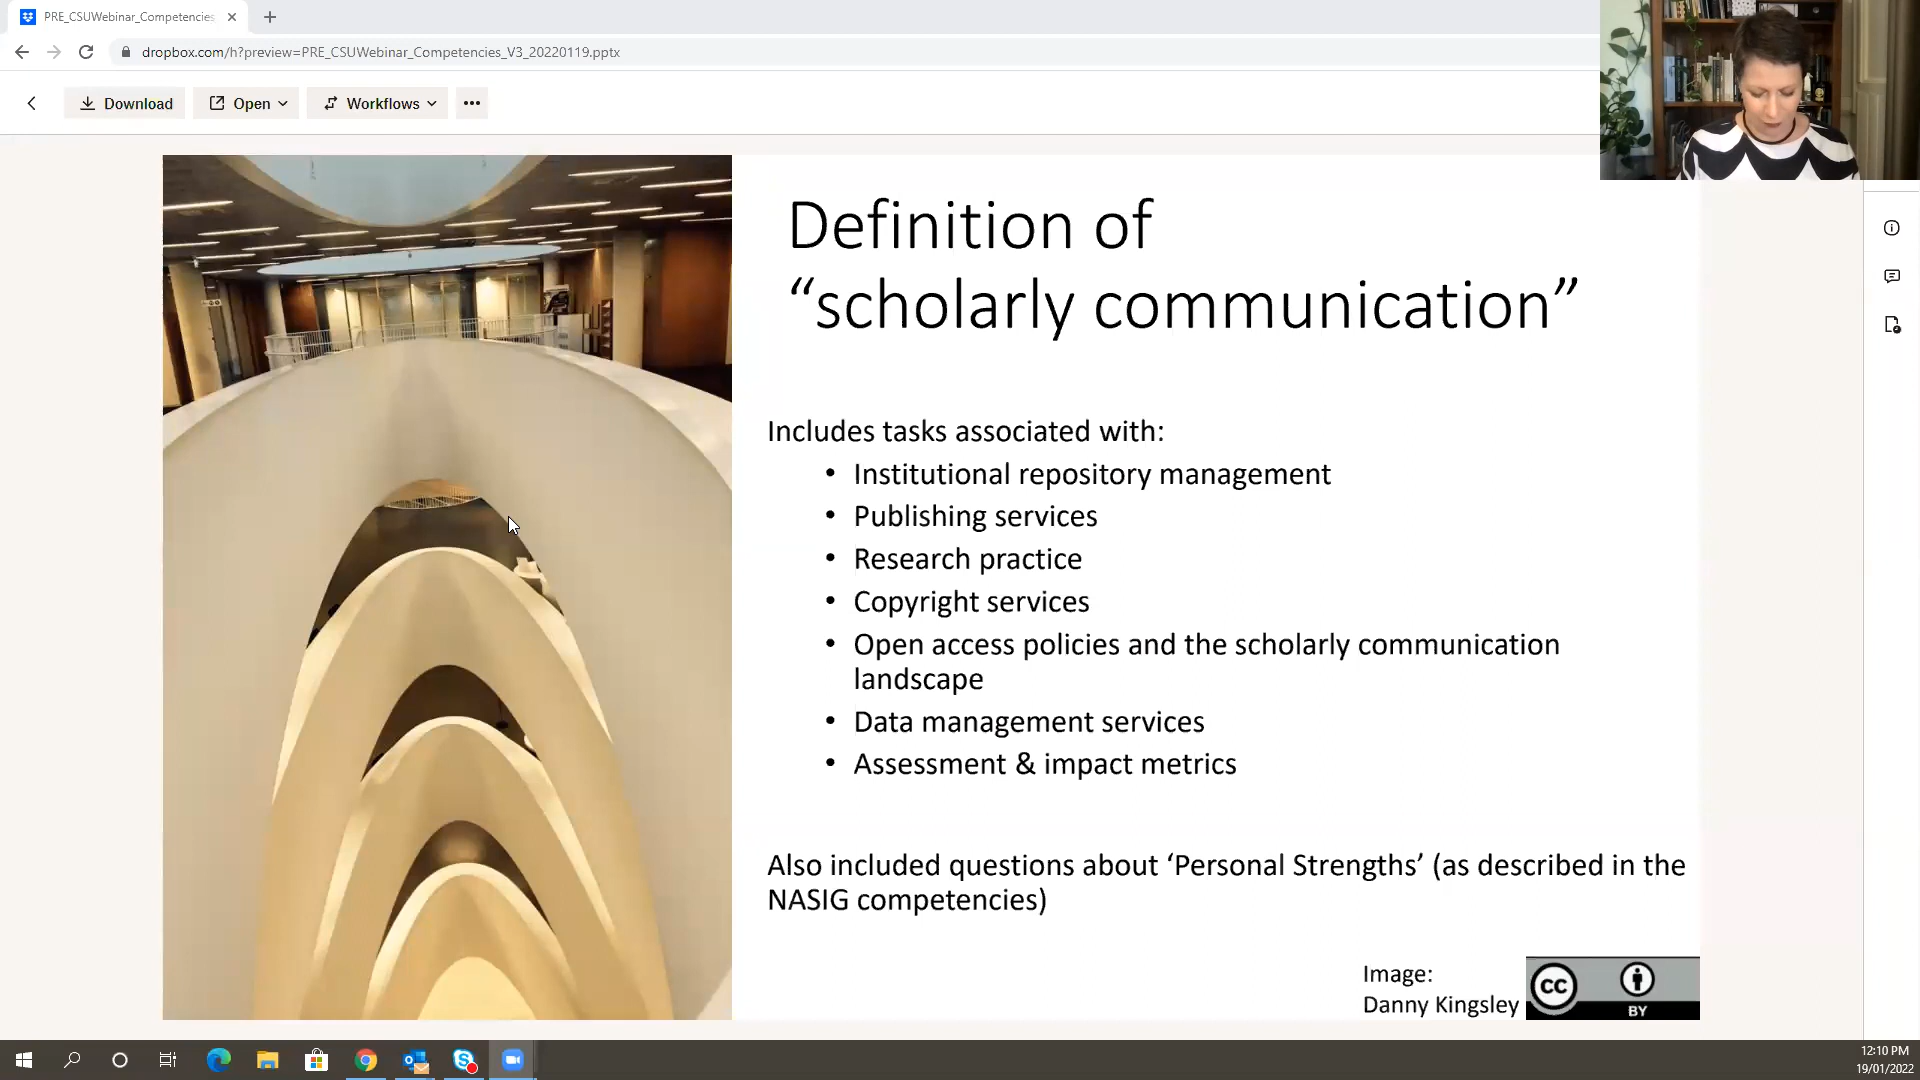 PRE_CSUWebinar_Competencies
dropbox.com/h?preview=PRE_CSUWebinar_Competencies_V3_20220119.pptx
Download
Open
Workflows
Definition of
“scholarly communication”
Includes tasks associated with:
• Institutional repository management
• Publishing services
• Research practice
• Copyright services
• Open access policies and the scholarly communication
landscape
• Data management services
• Assessment & impact metrics
Also included questions about ‘Personal Strengths’ (as described in the
NASIG competencies)
Image:
Danny Kingsley
cc
BY
12:10 PM
19/01/2022